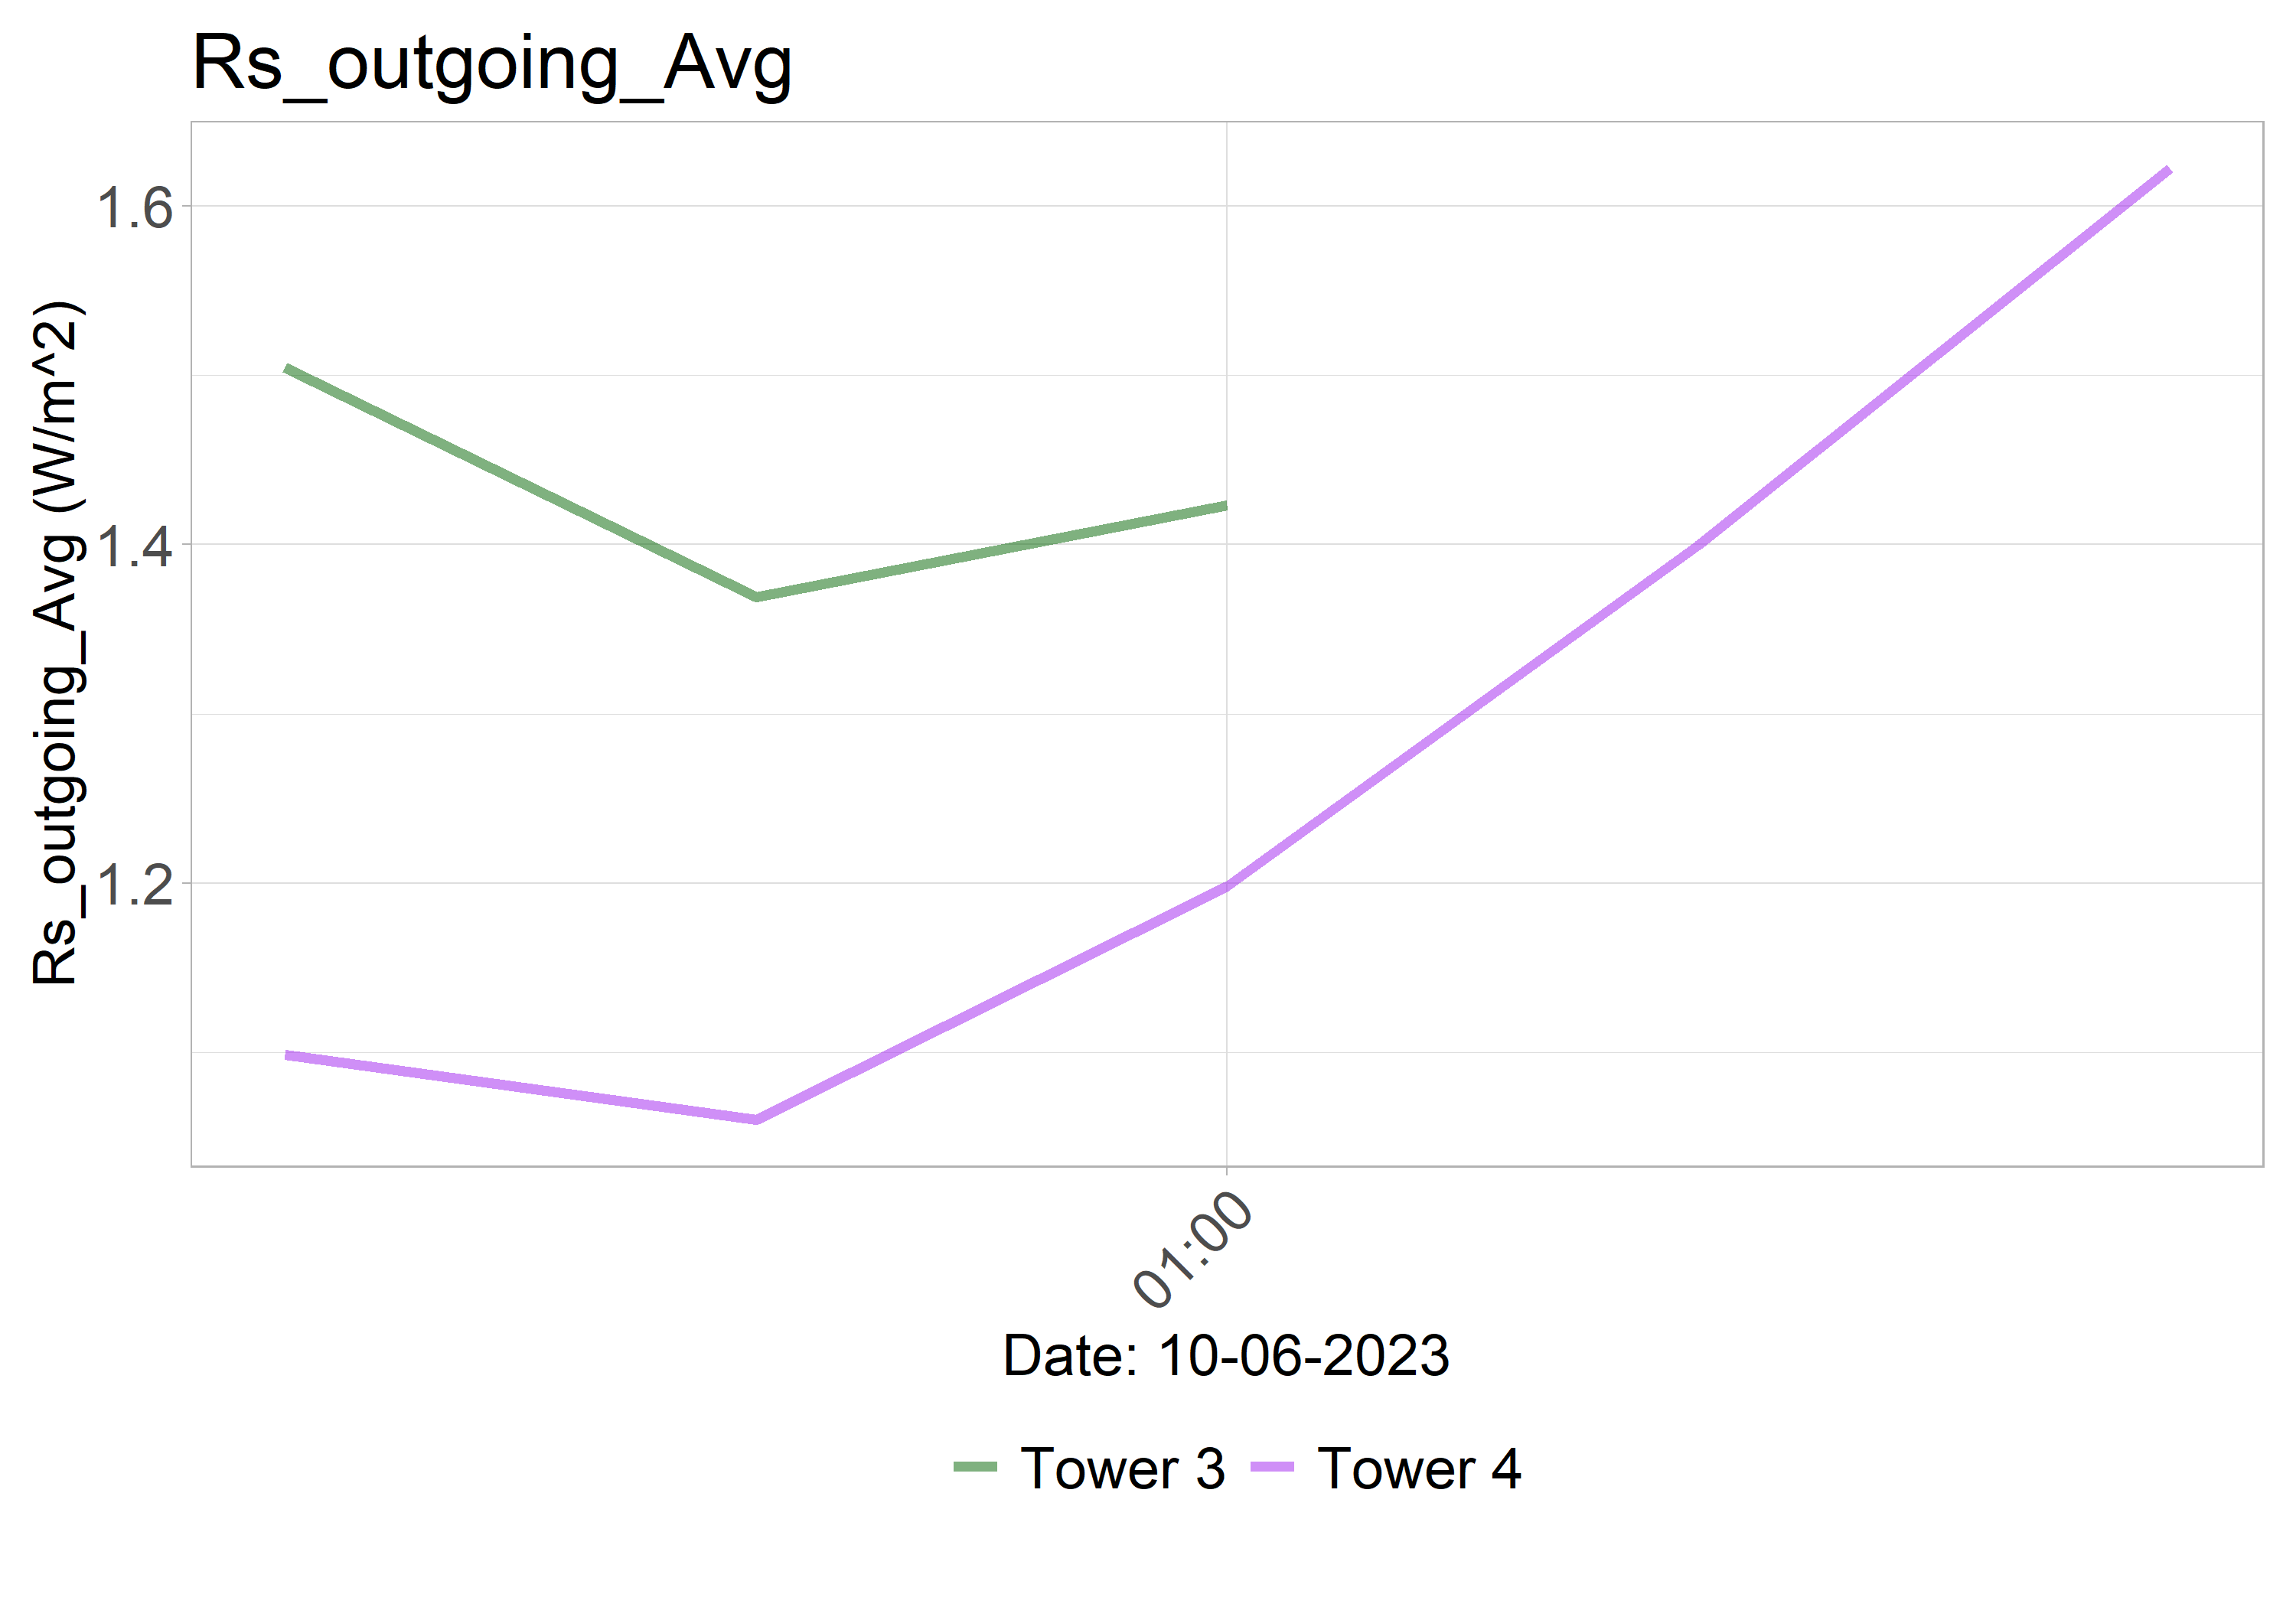 Rs_outgoing_Avg
Rs_outgoing_Avg (W/m^2)
1.6
1.4
1.2
01:00
Date: 10-06-2023
Tower 3 Tower 4